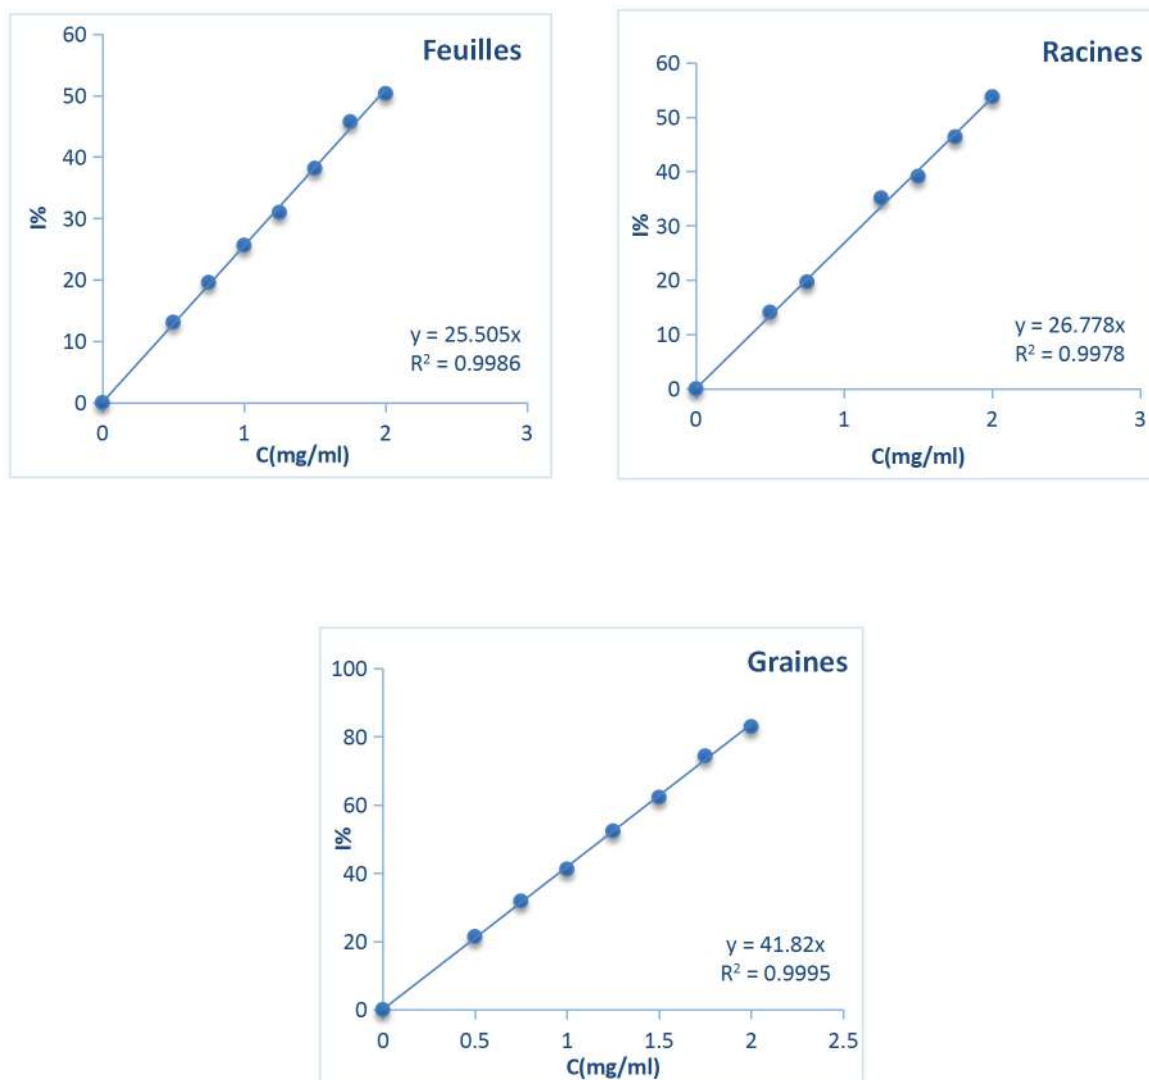 Feuilles
60
50
40
30
20
10
0
I%
y = 25.505x
R² = 0.9986
0 1 2 3
C(mg/ml)
Racines
60
50
40
30
20
10
0
I%
y = 26.778x
R² = 0.9978
0 1 2 3
C(mg/ml)
Graines
100
80
60
40
20
0
I%
y = 41.82x
R² = 0.9995
0 0.5 1 1.5 2 2.5
C(mg/ml)